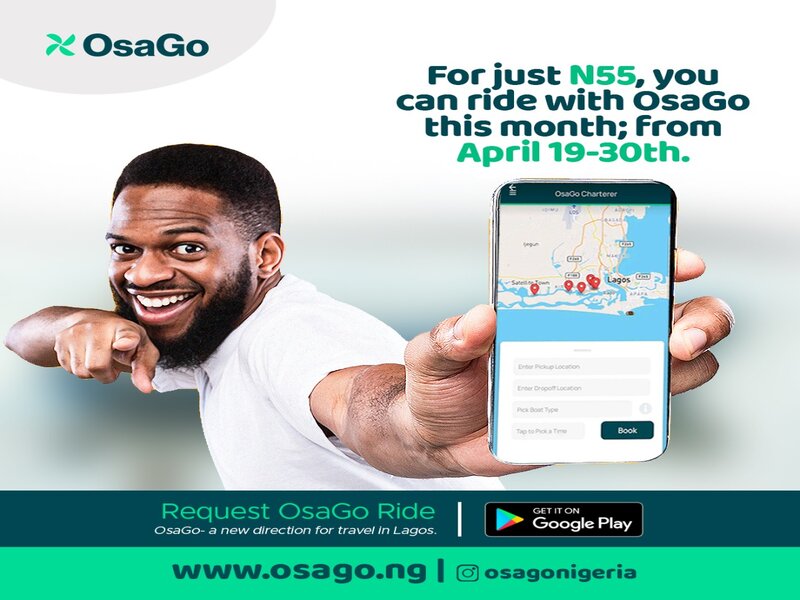 OsaGo
For just N55, you
can ride with OsaGo
this month; from
April 19-30th.
OsaGo Charterer
Ijegun
Satellite Town
Lagos
Enter Pickup Location
Enter Dropoff Location
Pick Boat Type
Tap to Pick a Time
Book
Request OsaGo Ride
OsaGo- a new direction for travel in Lagos.
GET IT ON
Google Play
www.osago.ng |
osagonigeria